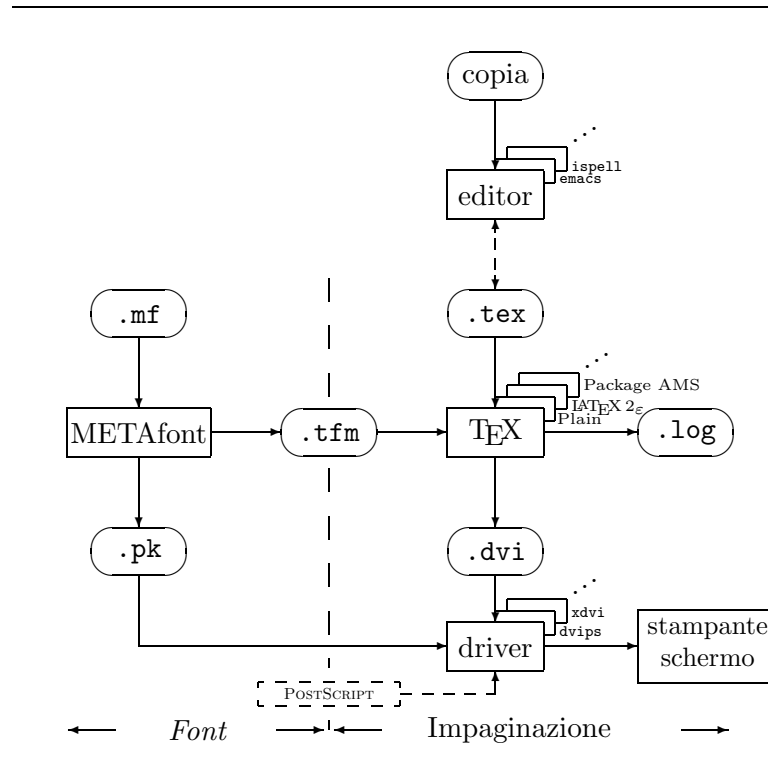 copia
ispell
emacs
editor
.mf
.tex
Package AMS
LATEX 2ε
Plain
METAfont
.tfm
TEX
.log
.pk
.dvi
xdvi
dvips
driver
stampante
schermo
POSTSCRIPT
Font
Impaginazione